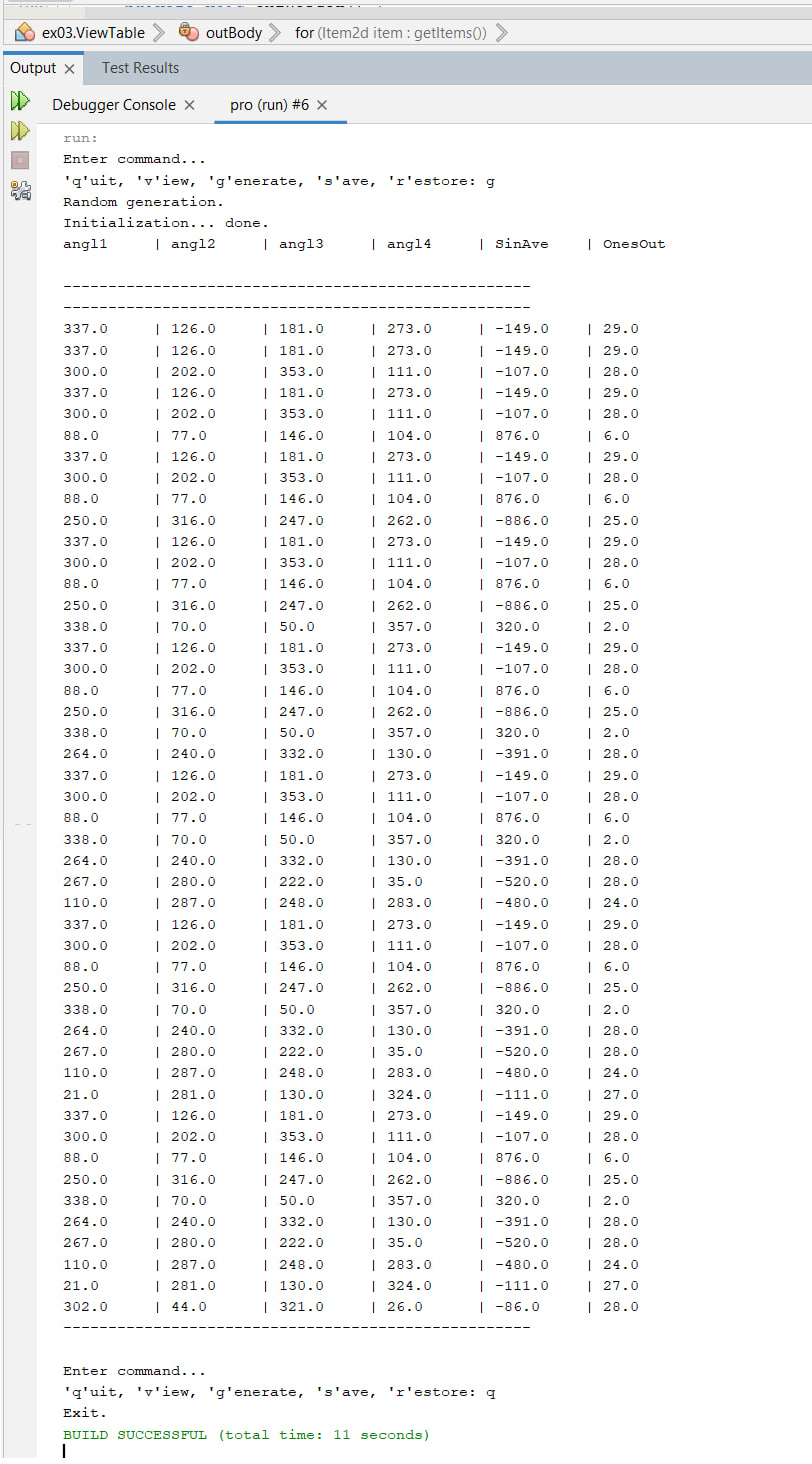 ex03.ViewTable outBody for (Item2d item : getItems())
Output Test Results
Debugger Console pro (run) #6
run:
Enter command...
'q'uit, 'v'iew, 'g'enerate, 's'ave, 'r'estore: g
Random generation.
Initialization... done.
angl1 | angl2 | angl3 | angl4 | SinAve | OnesOut
----------------------------------------------------
----------------------------------------------------
337.0 | 126.0 | 181.0 | 273.0 | -149.0 | 29.0
337.0 | 126.0 | 181.0 | 273.0 | -149.0 | 29.0
300.0 | 202.0 | 353.0 | 111.0 | -107.0 | 28.0
337.0 | 126.0 | 181.0 | 273.0 | -149.0 | 29.0
300.0 | 202.0 | 353.0 | 111.0 | -107.0 | 28.0
88.0 | 77.0 | 146.0 | 104.0 | 876.0 | 6.0
337.0 | 126.0 | 181.0 | 273.0 | -149.0 | 29.0
300.0 | 202.0 | 353.0 | 111.0 | -107.0 | 28.0
88.0 | 77.0 | 146.0 | 104.0 | 876.0 | 6.0
250.0 | 316.0 | 247.0 | 262.0 | -886.0 | 25.0
337.0 | 126.0 | 181.0 | 273.0 | -149.0 | 29.0
300.0 | 202.0 | 353.0 | 111.0 | -107.0 | 28.0
88.0 | 77.0 | 146.0 | 104.0 | 876.0 | 6.0
250.0 | 316.0 | 247.0 | 262.0 | -886.0 | 25.0
338.0 | 70.0 | 50.0 | 357.0 | 320.0 | 2.0
337.0 | 126.0 | 181.0 | 273.0 | -149.0 | 29.0
300.0 | 202.0 | 353.0 | 111.0 | -107.0 | 28.0
88.0 | 77.0 | 146.0 | 104.0 | 876.0 | 6.0
250.0 | 316.0 | 247.0 | 262.0 | -886.0 | 25.0
338.0 | 70.0 | 50.0 | 357.0 | 320.0 | 2.0
264.0 | 240.0 | 332.0 | 130.0 | -391.0 | 28.0
337.0 | 126.0 | 181.0 | 273.0 | -149.0 | 29.0
300.0 | 202.0 | 353.0 | 111.0 | -107.0 | 28.0
88.0 | 77.0 | 146.0 | 104.0 | 876.0 | 6.0
338.0 | 70.0 | 50.0 | 357.0 | 320.0 | 2.0
264.0 | 240.0 | 332.0 | 130.0 | -391.0 | 28.0
267.0 | 280.0 | 222.0 | 35.0 | -520.0 | 28.0
110.0 | 287.0 | 248.0 | 283.0 | -480.0 | 24.0
337.0 | 126.0 | 181.0 | 273.0 | -149.0 | 29.0
300.0 | 202.0 | 353.0 | 111.0 | -107.0 | 28.0
88.0 | 77.0 | 146.0 | 104.0 | 876.0 | 6.0
250.0 | 316.0 | 247.0 | 262.0 | -886.0 | 25.0
338.0 | 70.0 | 50.0 | 357.0 | 320.0 | 2.0
264.0 | 240.0 | 332.0 | 130.0 | -391.0 | 28.0
267.0 | 280.0 | 222.0 | 35.0 | -520.0 | 28.0
110.0 | 287.0 | 248.0 | 283.0 | -480.0 | 24.0
21.0 | 281.0 | 130.0 | 324.0 | -111.0 | 27.0
337.0 | 126.0 | 181.0 | 273.0 | -149.0 | 29.0
300.0 | 202.0 | 353.0 | 111.0 | -107.0 | 28.0
88.0 | 77.0 | 146.0 | 104.0 | 876.0 | 6.0
250.0 | 316.0 | 247.0 | 262.0 | -886.0 | 25.0
338.0 | 70.0 | 50.0 | 357.0 | 320.0 | 2.0
264.0 | 240.0 | 332.0 | 130.0 | -391.0 | 28.0
267.0 | 280.0 | 222.0 | 35.0 | -520.0 | 28.0
110.0 | 287.0 | 248.0 | 283.0 | -480.0 | 24.0
21.0 | 281.0 | 130.0 | 324.0 | -111.0 | 27.0
302.0 | 44.0 | 321.0 | 26.0 | -86.0 | 28.0
----------------------------------------------------
Enter command...
'q'uit, 'v'iew, 'g'enerate, 's'ave, 'r'estore: q
Exit.
BUILD SUCCESSFUL (total time: 11 seconds)